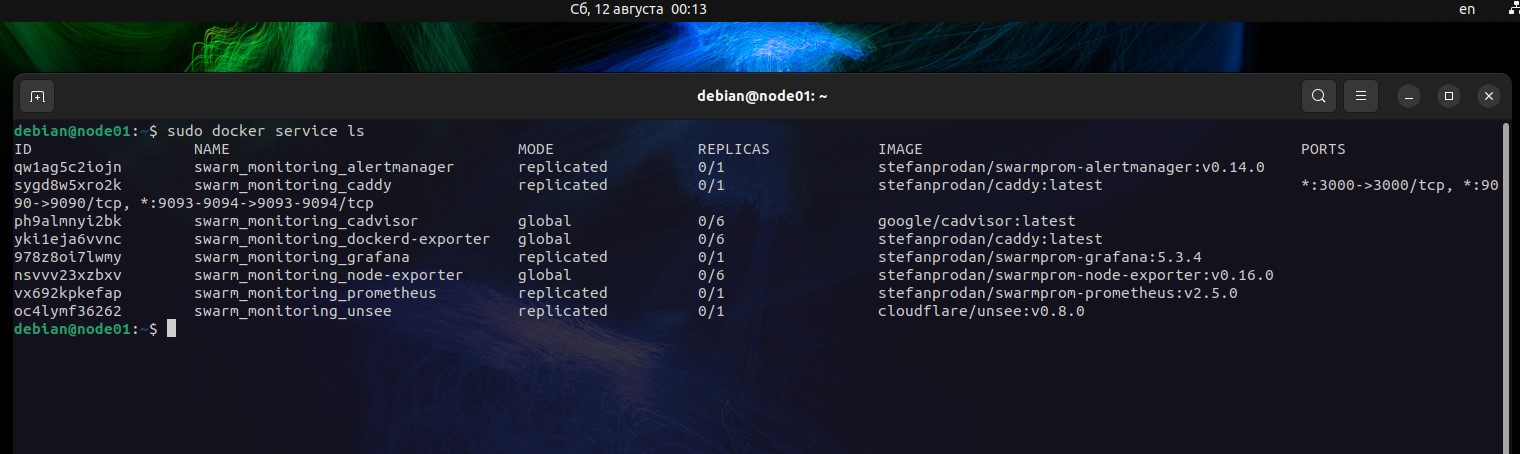 Сб, 12 августа 00:13
en
debian@node01: ~
debian@node01:~$ sudo docker service ls
ID NAME MODE REPLICAS IMAGE PORTS
qw1ag5c2iojn swarm_monitoring_alertmanager replicated 0/1 stefanprodan/swarmprom-alertmanager:v0.14.0
sygd8w5xro2k swarm_monitoring_caddy replicated 0/1 stefanprodan/caddy:latest *:3000->3000/tcp, *:90
90->9090/tcp, *:9093-9094->9093-9094/tcp
ph9almnyi2bk swarm_monitoring_cadvisor global 0/6 google/cadvisor:latest
yki1eja6vvnc swarm_monitoring_dockerd-exporter global 0/6 stefanprodan/caddy:latest
978z8oi7lwmy swarm_monitoring_grafana replicated 0/1 stefanprodan/swarmprom-grafana:5.3.4
nsvvv23xzbxv swarm_monitoring_node-exporter global 0/6 stefanprodan/swarmprom-node-exporter:v0.16.0
vx692kpkefap swarm_monitoring_prometheus replicated 0/1 stefanprodan/swarmprom-prometheus:v2.5.0
oc4lymf36262 swarm_monitoring_unsee replicated 0/1 cloudflare/unsee:v0.8.0
debian@node01:~$